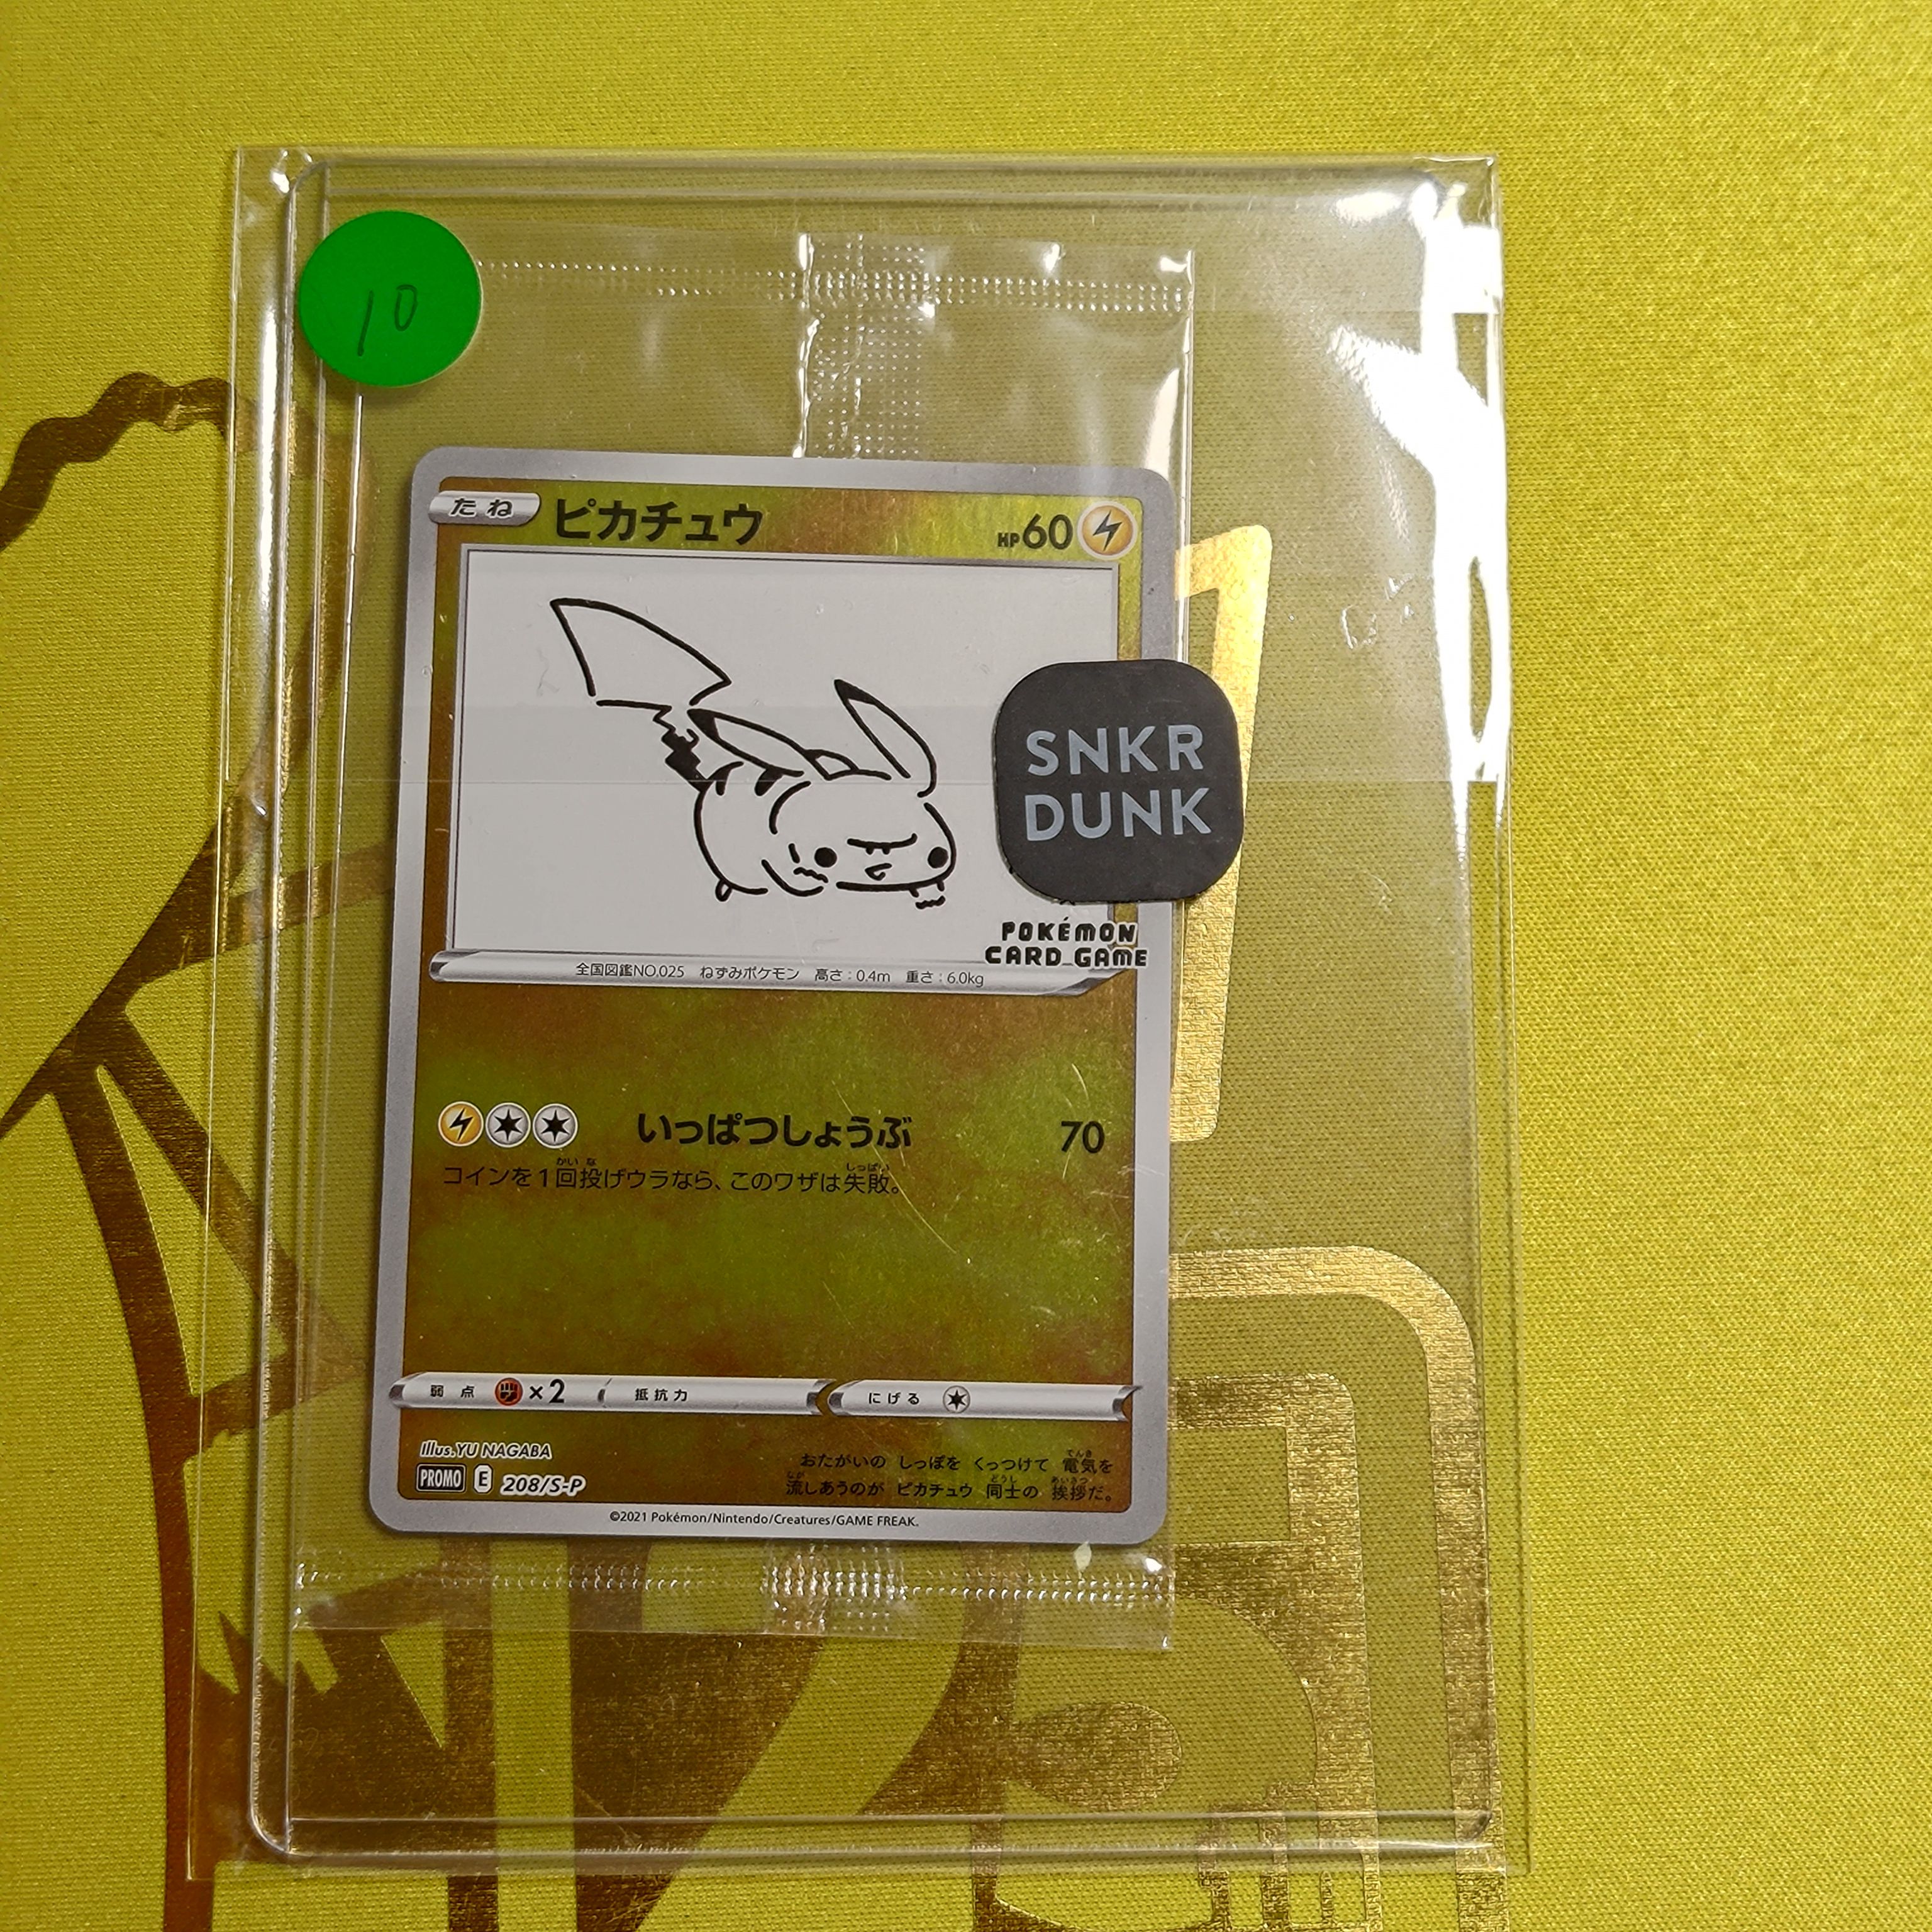 10
たね ピカチュウ HP60
SNKR
DUNK
POKÉMON
CARD GAME
全国図鑑NO.025 ねずみポケモン 高さ:0.4m 重さ:6.0kg
いっぱつしょうぶ 70
コインを1回投げウラなら、このワザは失敗。
弱点 ×2 抵抗力 にげる
Illus.YU NAGABA
PROMO E 208/S-P
おたがいの しっぽを くっつけて 電気を
流しあうのが ピカチュウ 同士の 挨拶だ。
©2021 Pokémon/Nintendo/Creatures/GAME FREAK.